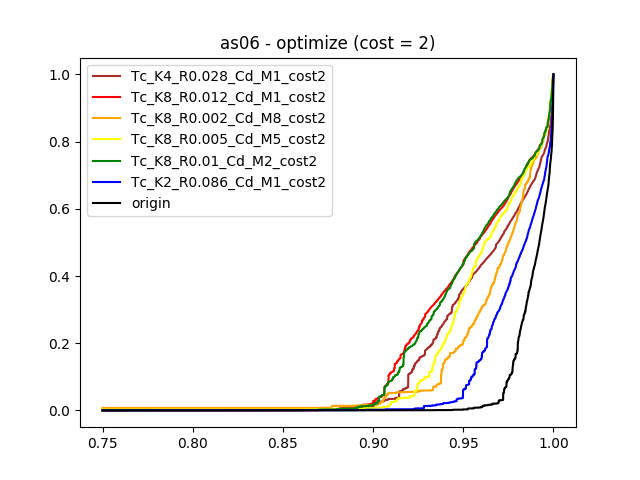 as06 - optimize (cost = 2)
1.0
0.8
0.6
0.4
0.2
0.0
Tc_K4_R0.028_Cd_M1_cost2
Tc_K8_R0.012_Cd_M1_cost2
Tc_K8_R0.002_Cd_M8_cost2
Tc_K8_R0.005_Cd_M5_cost2
Tc_K8_R0.01_Cd_M2_cost2
Tc_K2_R0.086_Cd_M1_cost2
origin
0.75 0.80 0.85 0.90 0.95 1.00